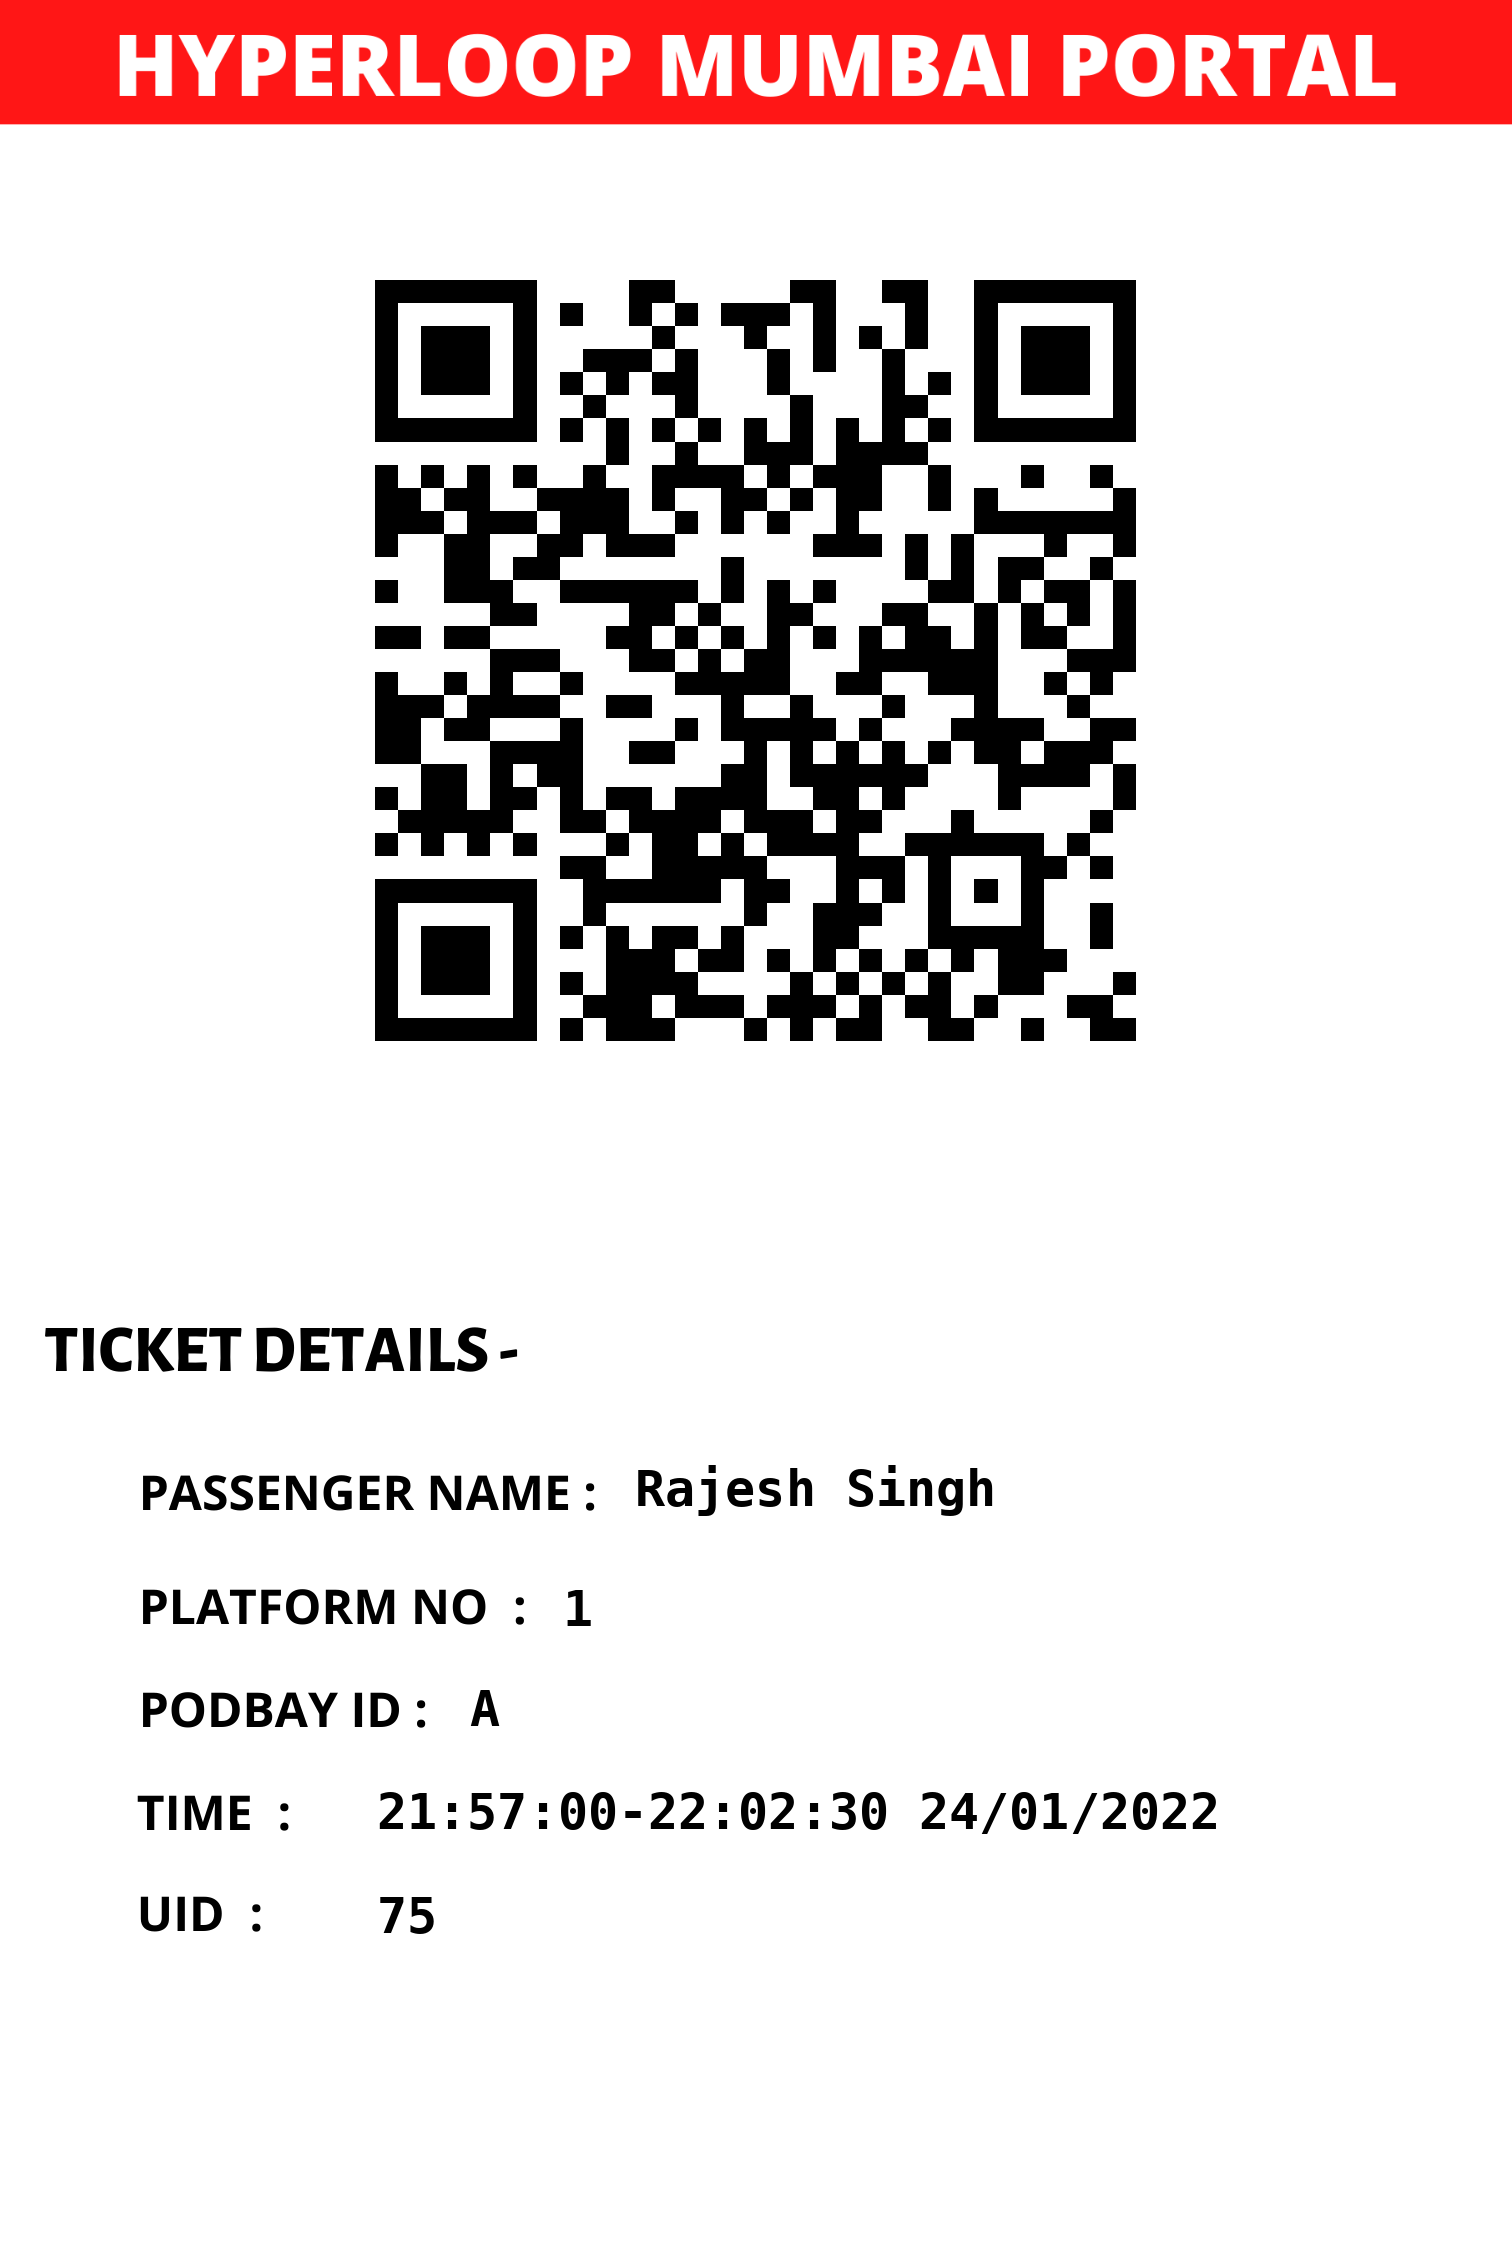 HYPERLOOP MUMBAI PORTAL
TICKET DETAILS -
PASSENGER NAME : Rajesh Singh
PLATFORM NO : 1
PODBAY ID : A
TIME : 21:57:00-22:02:30 24/01/2022
UID : 75